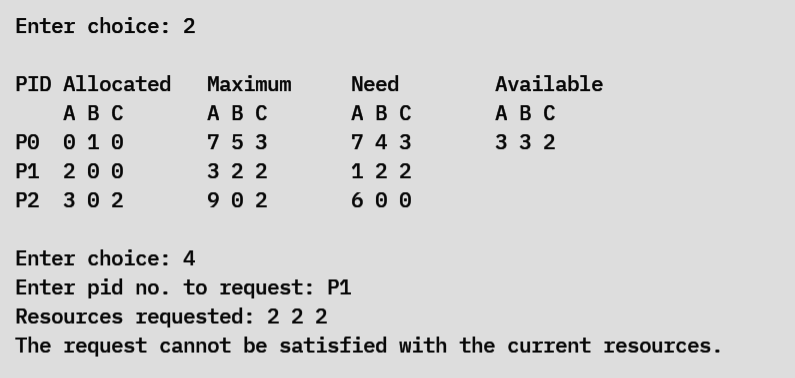 Enter choice: 2
PID Allocated   Maximum     Need        Available
    A B C       A B C       A B C       A B C
P0  0 1 0       7 5 3       7 4 3       3 3 2
P1  2 0 0       3 2 2       1 2 2
P2  3 0 2       9 0 2       6 0 0
Enter choice: 4
Enter pid no. to request: P1
Resources requested: 2 2 2
The request cannot be satisfied with the current resources.